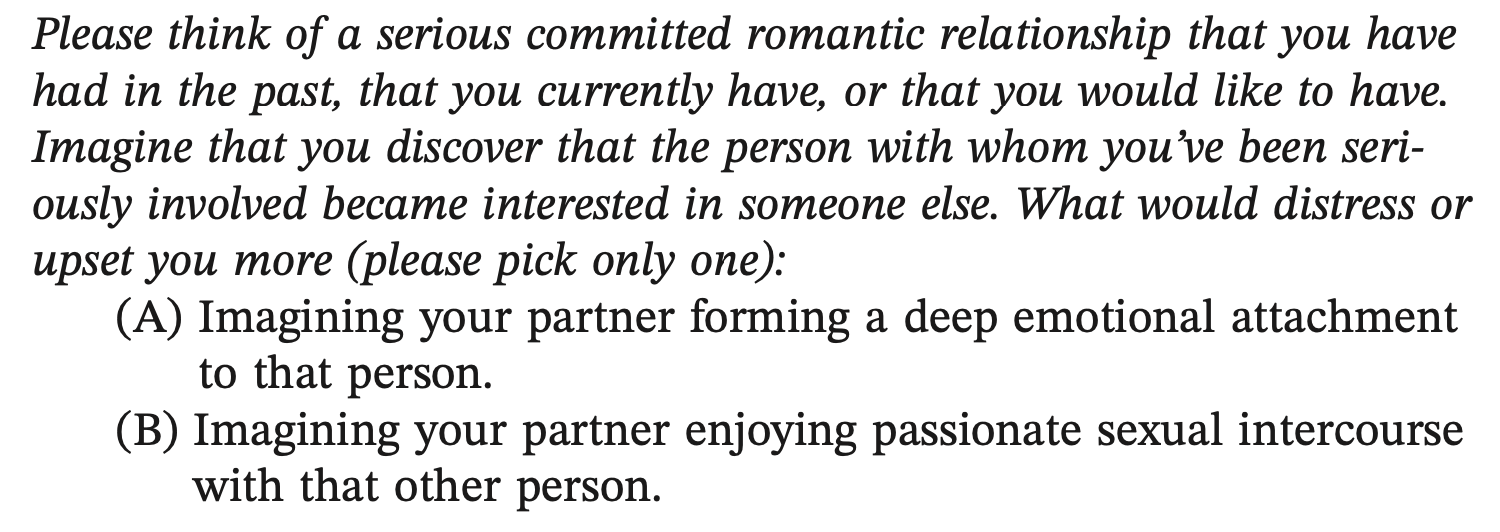 Please think of a serious committed romantic relationship that you have
had in the past, that you currently have, or that you would like to have.
Imagine that you discover that the person with whom you’ve been seri-
ously involved became interested in someone else. What would distress or
upset you more (please pick only one):
(A) Imagining your partner forming a deep emotional attachment
to that person.
(B) Imagining your partner enjoying passionate sexual intercourse
with that other person.